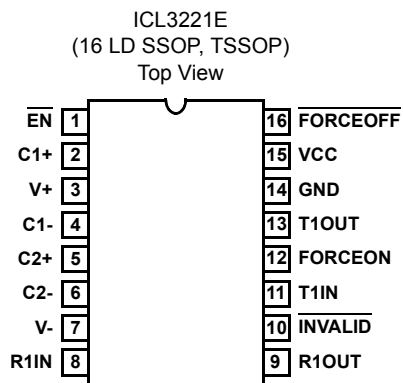 ICL3221E
(16 LD SSOP, TSSOP)
Top View
EN 1 16 FORCEOFF
C1+ 2 15 VCC
V+ 3 14 GND
C1- 4 13 T1OUT
C2+ 5 12 FORCEON
C2- 6 11 T1IN
V- 7 10 INVALID
R1IN 8 9 R1OUT